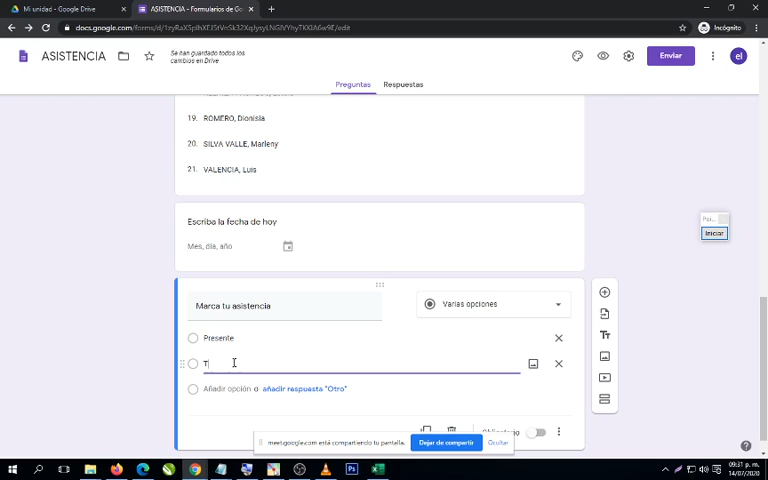 Mi unidad - Google Drive
ASISTENCIA - Formularios de Go
docs.google.com/forms/d/
/edit
Incógnito
ASISTENCIA
Se han guardado todos los
cambios en Drive
Enviar
el
Preguntas
Respuestas
19. ROMERO, Dionisia
20. SILVA VALLE, Marleny
21. VALENCIA, Luis
Escriba la fecha de hoy
Mes, día, año
Iniciar
Marca tu asistencia
Varias opciones
Presente
T
Añadir opción o añadir respuesta "Otro"
Obligatorio
meet.google.com está compartiendo tu pantalla.
Dejar de compartir
Ocultar
09:31 p. m.
14/07/2020